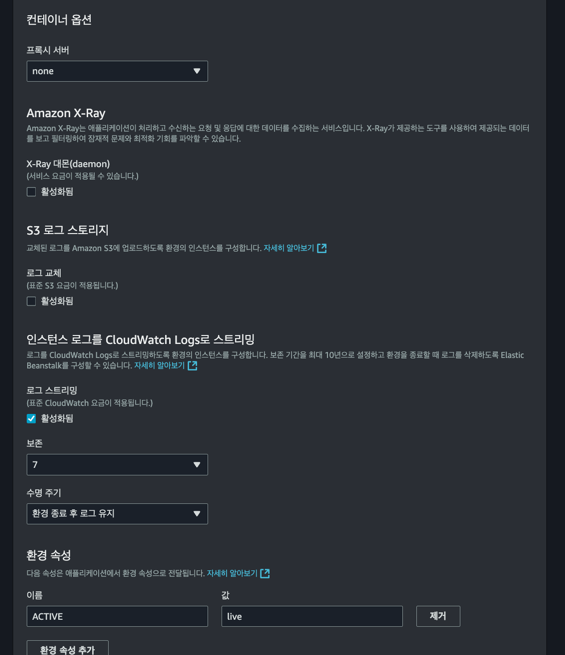 컨테이너 옵션
프록시 서버
none
Amazon X-Ray
Amazon X-Ray는 애플리케이션이 처리하고 수신하는 요청 및 응답에 대한 데이터를 수집하는 서비스입니다. X-Ray가 제공하는 도구를 사용하여 제공되는 데이터
를 보고 필터링하여 잠재적 문제와 최적화 기회를 파악할 수 있습니다.
X-Ray 대몬(daemon)
(서비스 요금이 적용될 수 있습니다.)
활성화됨
S3 로그 스토리지
교체된 로그를 Amazon S3에 업로드하도록 환경의 인스턴스를 구성합니다. 자세히 알아보기
로그 교체
(표준 S3 요금이 적용됩니다.)
활성화됨
인스턴스 로그를 CloudWatch Logs로 스트리밍
로그를 CloudWatch Logs로 스트리밍하도록 환경의 인스턴스를 구성합니다. 보존 기간을 최대 10년으로 설정하고 환경을 종료할 때 로그를 삭제하도록 Elastic
Beanstalk를 구성할 수 있습니다. 자세히 알아보기
로그 스트리밍
(표준 CloudWatch 요금이 적용됩니다.)
활성화됨
보존
7
수명 주기
환경 종료 후 로그 유지
환경 속성
다음 속성은 애플리케이션에서 환경 속성으로 전달됩니다. 자세히 알아보기
이름 값
ACTIVE live 제거
환경 속성 추가